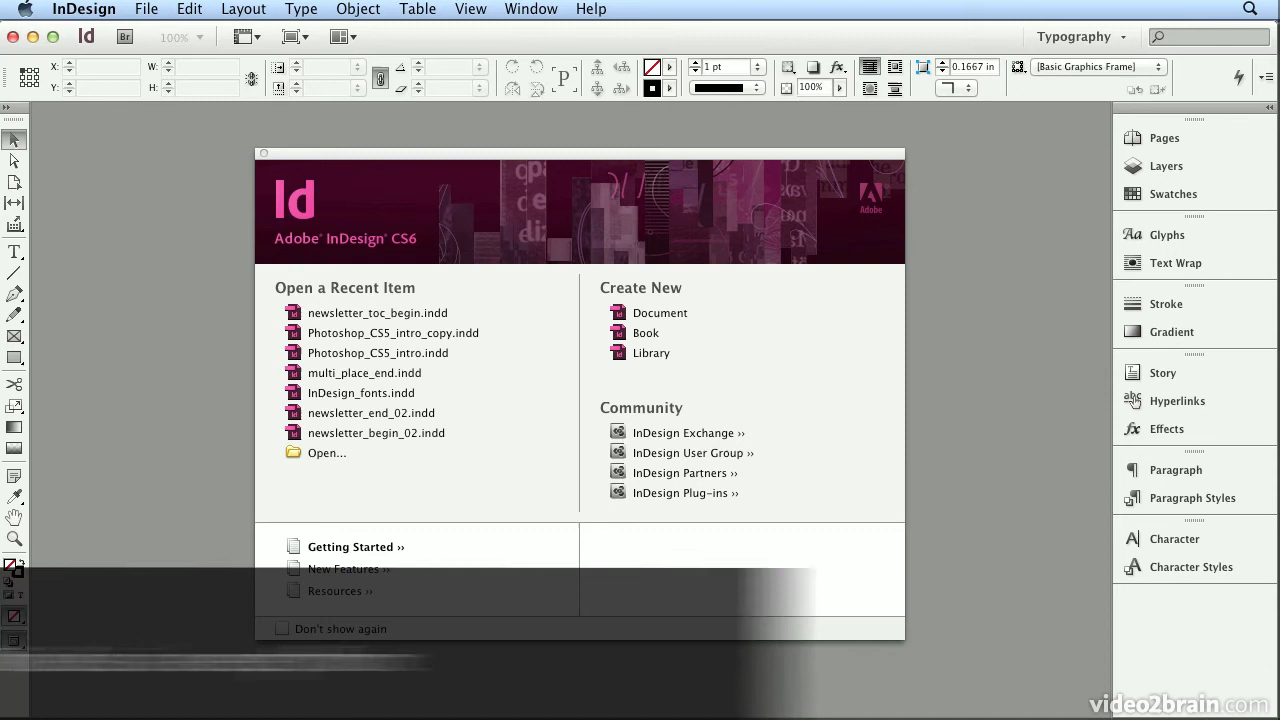 InDesign File Edit Layout Type Object Table View Window Help
Id Br 100% Typography
X: W: 1 pt 0.1667 in [Basic Graphics Frame]
Y: H: 100%
Id
Adobe® InDesign® CS6
Adobe
Open a Recent Item
newsletter_toc_begin.indd
Photoshop_CS5_intro_copy.indd
Photoshop_CS5_intro.indd
multi_place_end.indd
InDesign_fonts.indd
newsletter_end_02.indd
newsletter_begin_02.indd
Open...
Create New
Document
Book
Library
Community
InDesign Exchange ››
InDesign User Group ››
InDesign Partners ››
InDesign Plug-ins ››
Getting Started ››
New Features ››
Resources ››
Don't show again
Pages
Layers
Swatches
Glyphs
Text Wrap
Stroke
Gradient
Story
Hyperlinks
Effects
Paragraph
Paragraph Styles
Character
Character Styles
video2brain.com